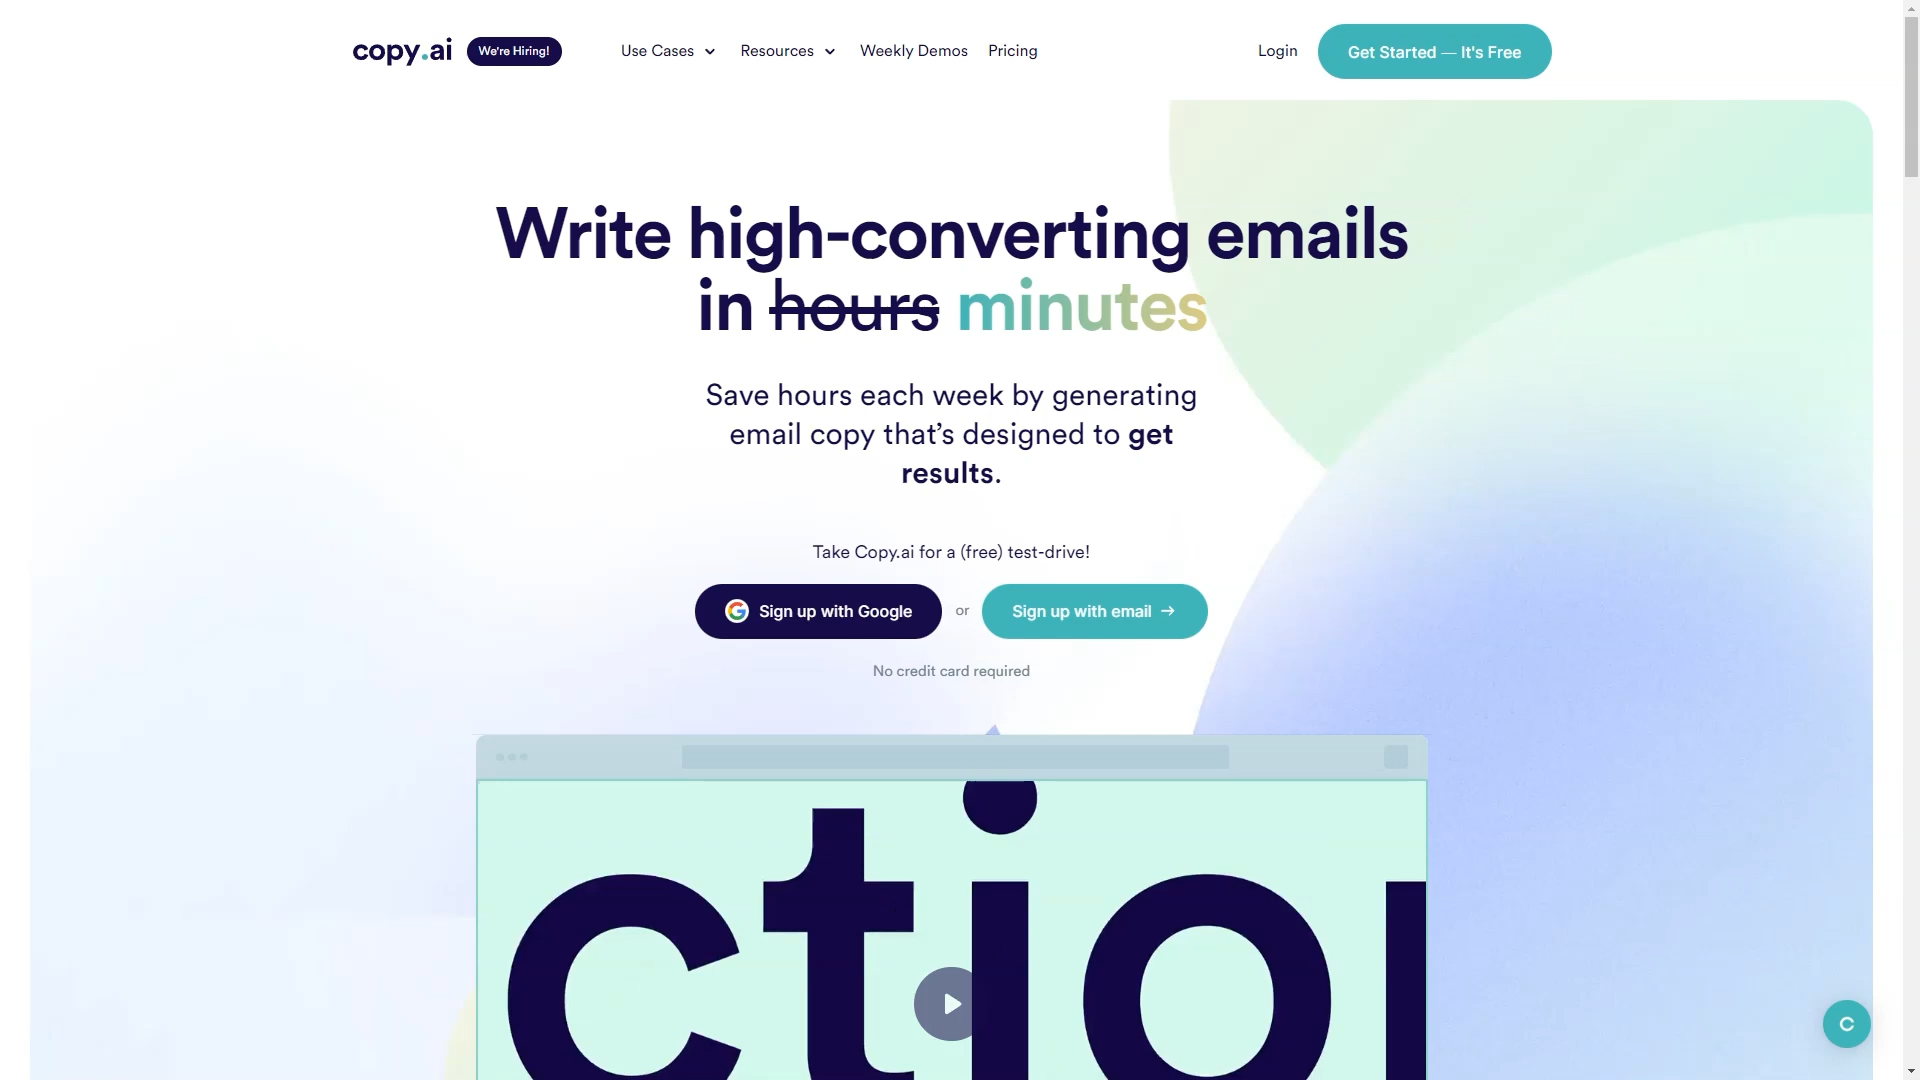 copy.ai
We're Hiring!
Use Cases
Resources
Weekly Demos
Pricing
Login
Get Started — It's Free
Write high-converting emails
in hours minutes
Save hours each week by generating
email copy that’s designed to get
results.
Take Copy.ai for a (free) test-drive!
Sign up with Google
or
Sign up with email →
No credit card required
ctio
C